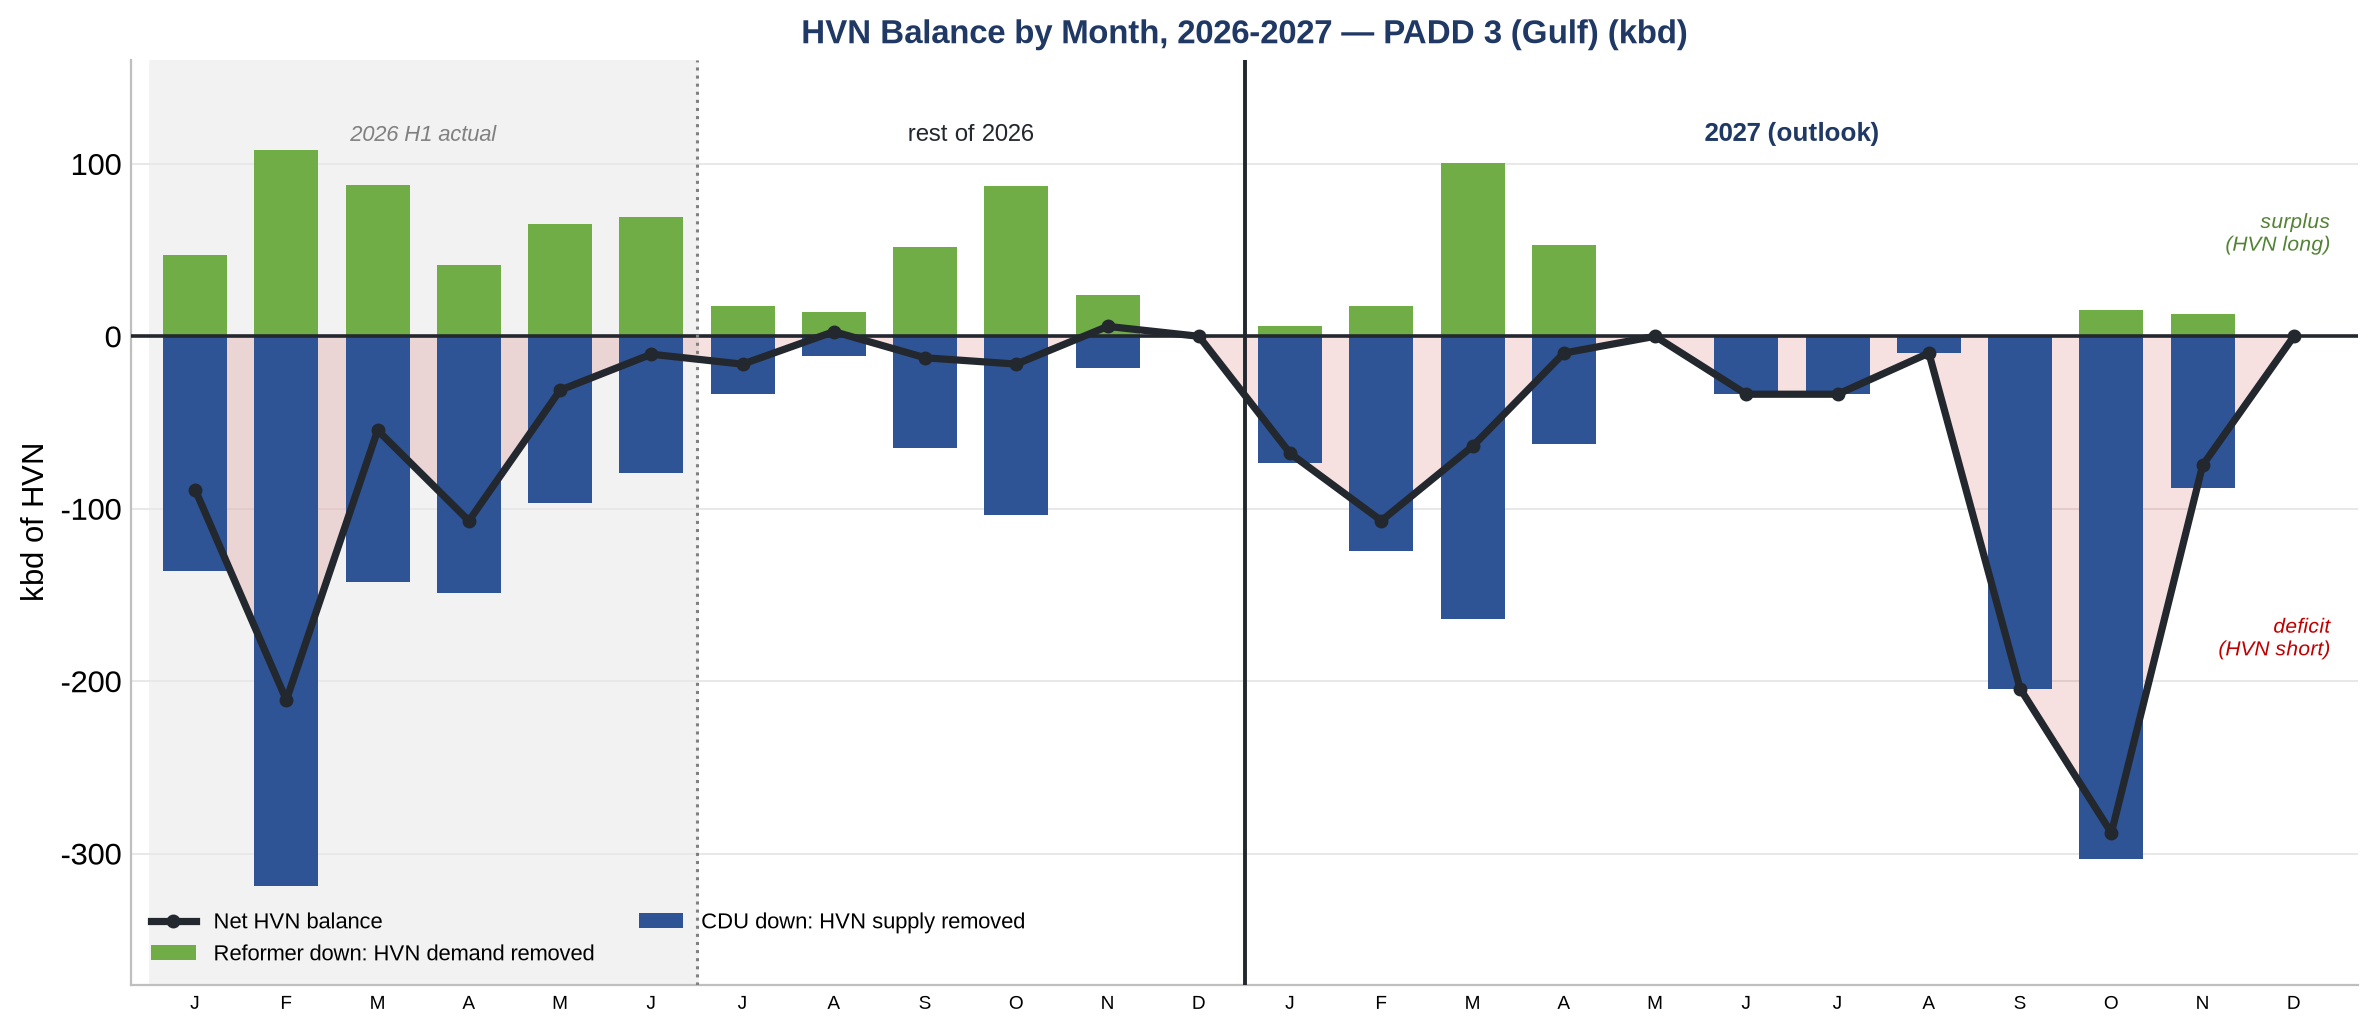 HVN Balance by Month, 2026-2027 — PADD 3 (Gulf) (kbd)
2026 H1 actual
rest of 2026
2027 (outlook)
surplus
(HVN long)
deficit
(HVN short)
kbd of HVN
100
0
-100
-200
-300
Net HVN balance
Reformer down: HVN demand removed
CDU down: HVN supply removed
J F M A M J J A S O N D J F M A M J J A S O N D